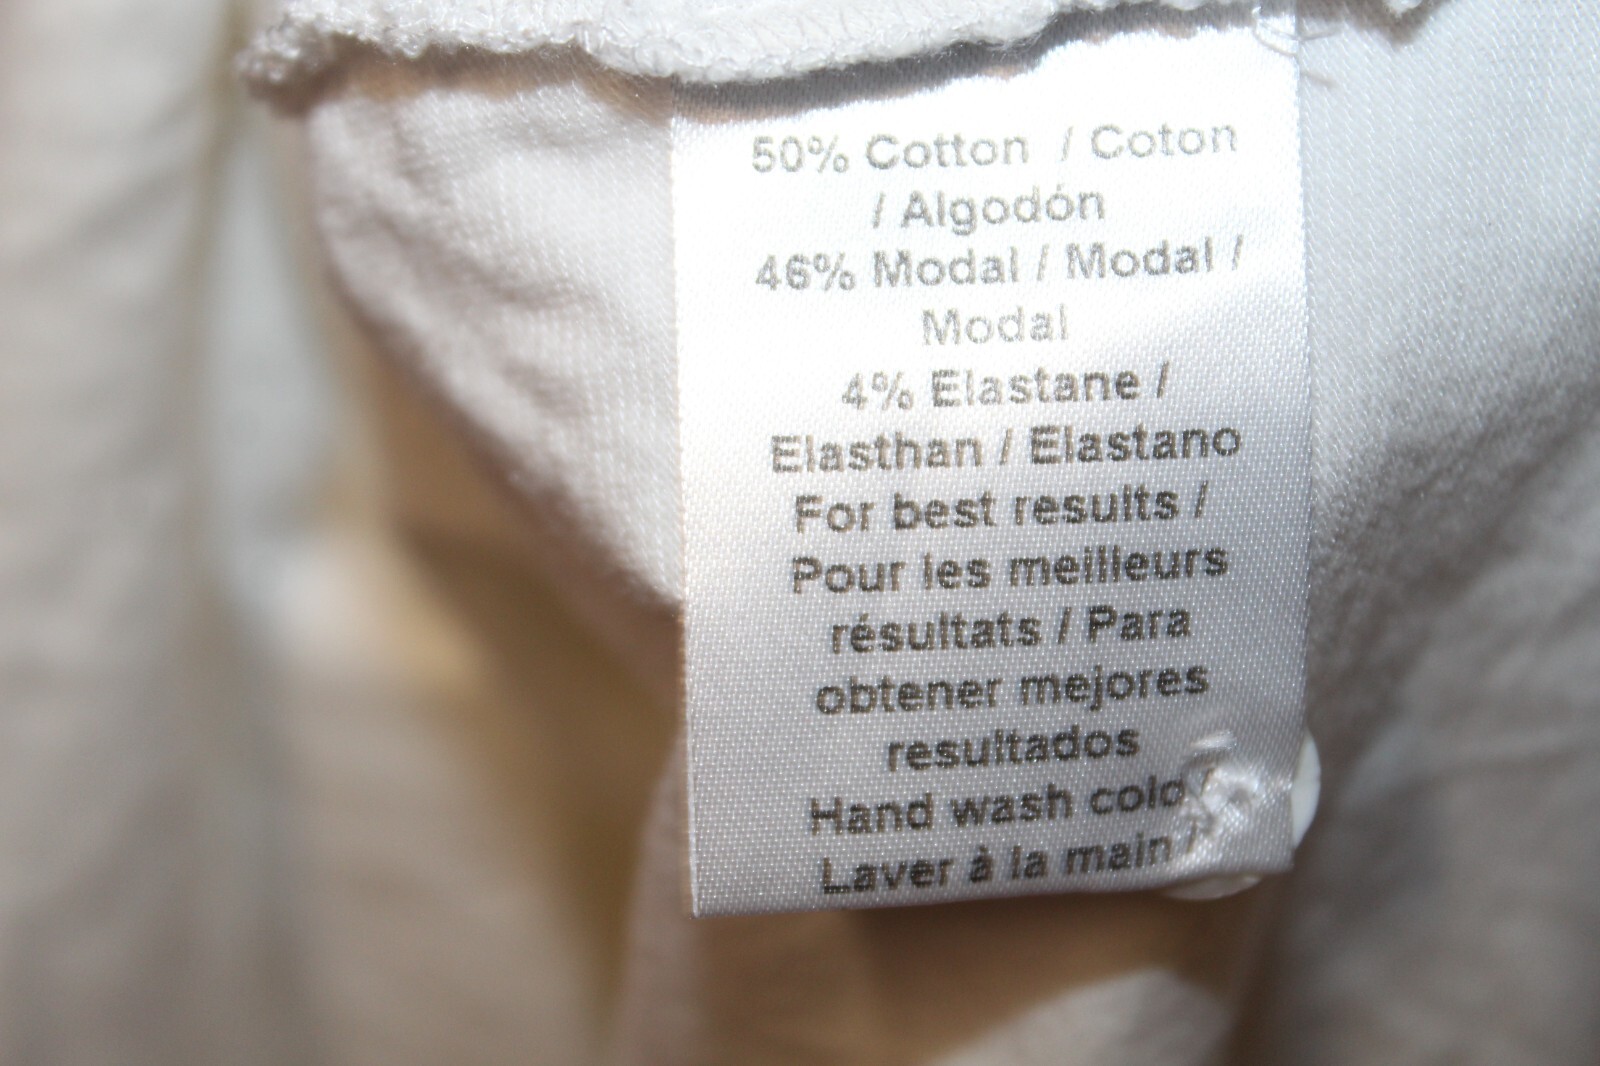 50% Cotton / Coton
/ Algodón
46% Modal / Modal /
Modal
4% Elastane /
Elasthan / Elastano
For best results /
Pour les meilleurs
résultats / Para
obtener mejores
resultados
Hand wash colo
Laver à la main /